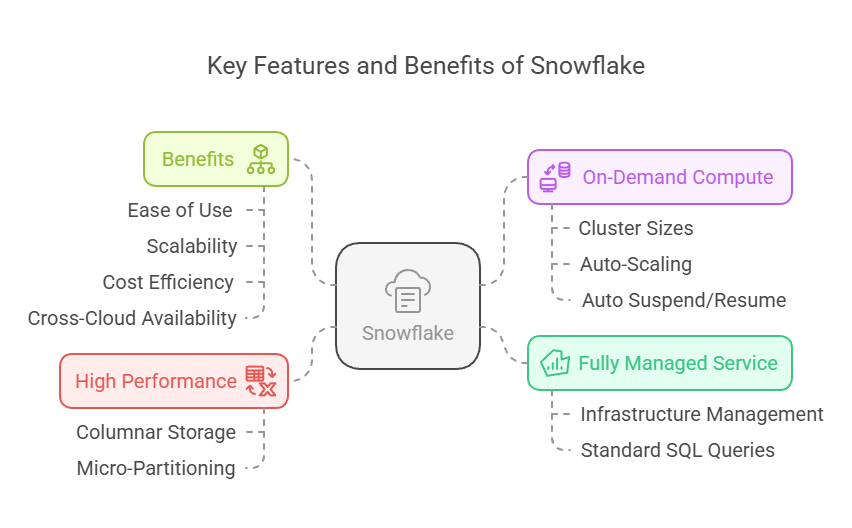 Key Features and Benefits of Snowflake
Benefits
Ease of Use
Scalability
Cost Efficiency
Cross-Cloud Availability
High Performance
Columnar Storage
Micro-Partitioning
Snowflake
On-Demand Compute
Cluster Sizes
Auto-Scaling
Auto Suspend/Resume
Fully Managed Service
Infrastructure Management
Standard SQL Queries